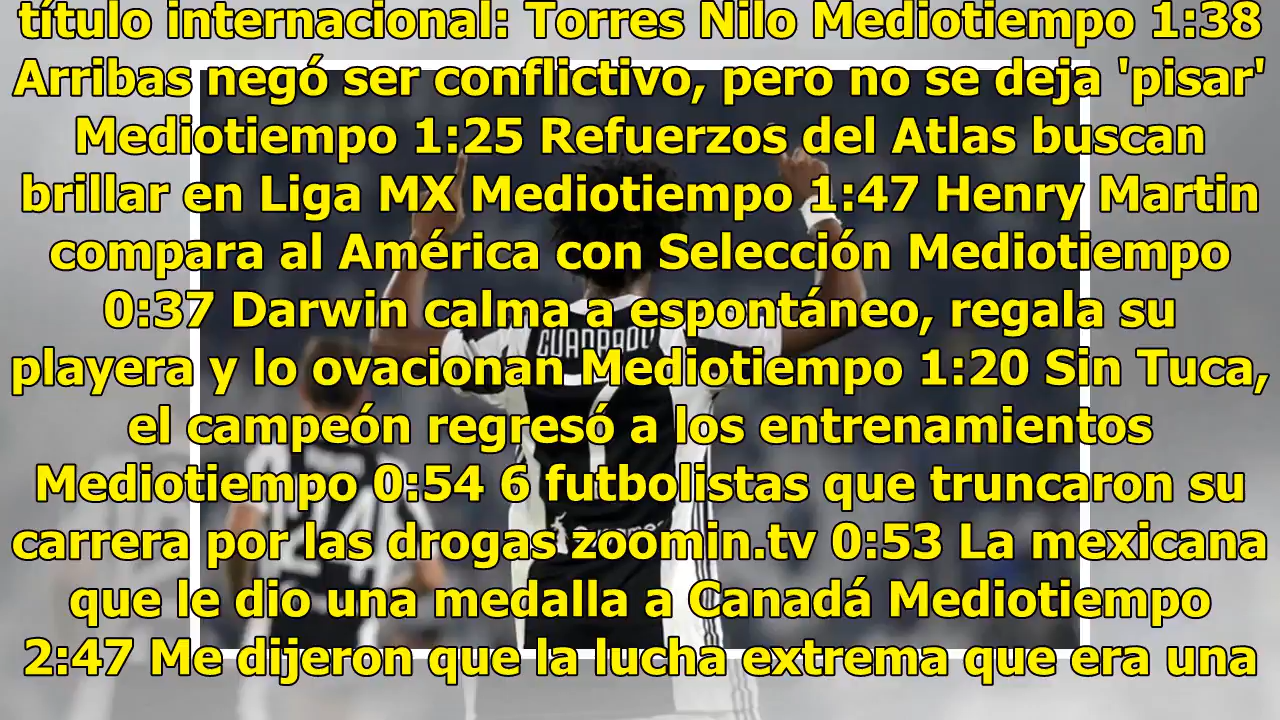 título internacional: Torres Nilo Mediotiempo 1:38
Arribas negó ser conflictivo, pero no se deja 'pisar'
Mediotiempo 1:25 Refuerzos del Atlas buscan
brillar en Liga MX Mediotiempo 1:47 Henry Martin
compara al América con Selección Mediotiempo
0:37 Darwin calma a espontáneo, regala su
playera y lo ovacionan Mediotiempo 1:20 Sin Tuca,
el campeón regresó a los entrenamientos
Mediotiempo 0:54 6 futbolistas que truncaron su
carrera por las drogas zoomin.tv 0:53 La mexicana
que le dio una medalla a Canadá Mediotiempo
2:47 Me dijeron que la lucha extrema que era una
CUADRADO
7
24